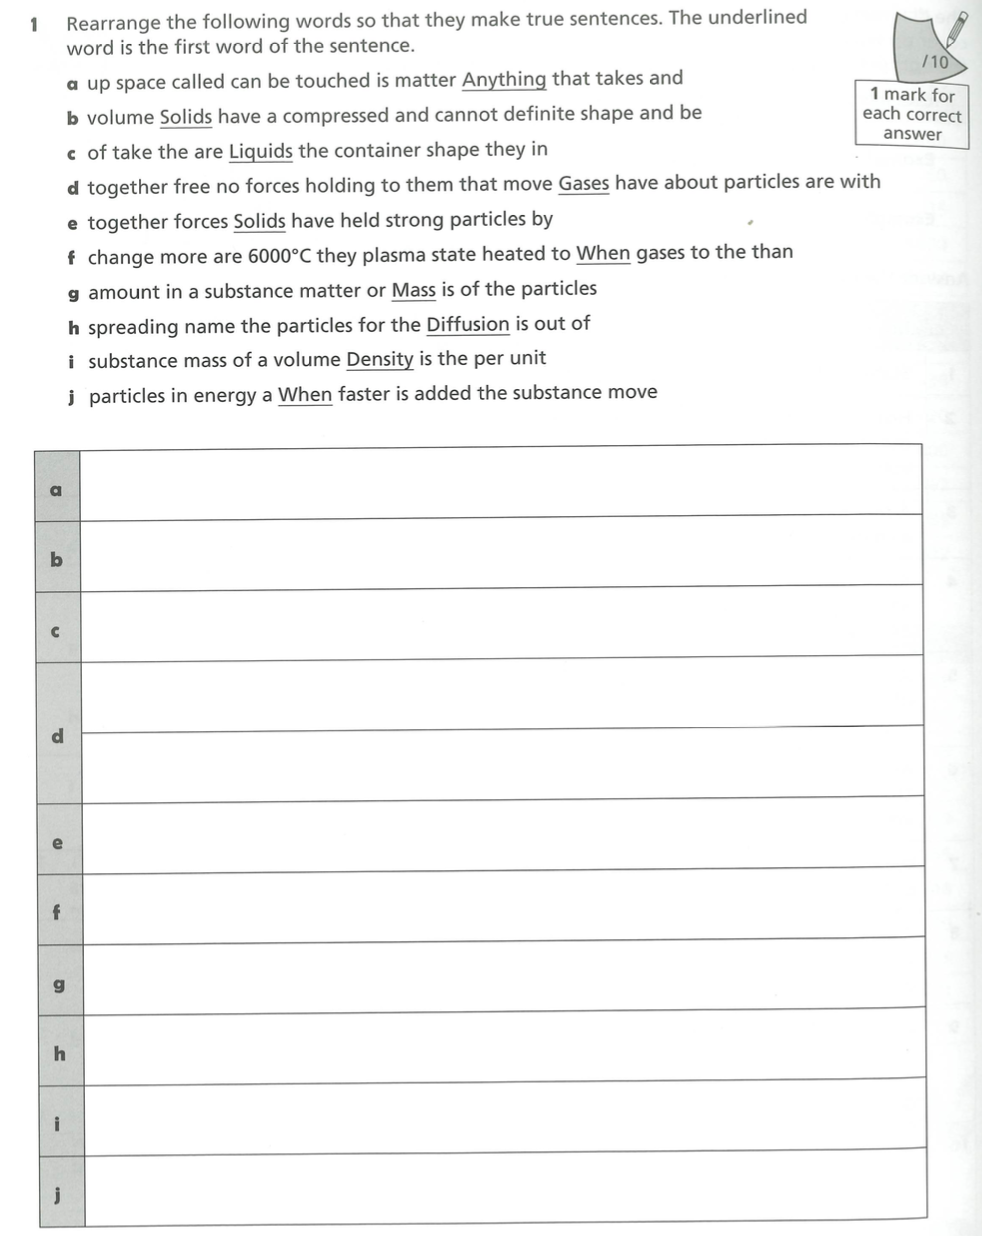 1 Rearrange the following words so that they make true sentences. The underlined
word is the first word of the sentence.
a up space called can be touched is matter Anything that takes and
b volume Solids have a compressed and cannot definite shape and be
c of take the are Liquids the container shape they in
d together free no forces holding to them that move Gases have about particles are with
e together forces Solids have held strong particles by
f change more are 6000°C they plasma state heated to When gases to the than
g amount in a substance matter or Mass is of the particles
h spreading name the particles for the Diffusion is out of
i substance mass of a volume Density is the per unit
j particles in energy a When faster is added the substance move
/10
1 mark for
each correct
answer
a
b
c
d
e
f
g
h
i
j